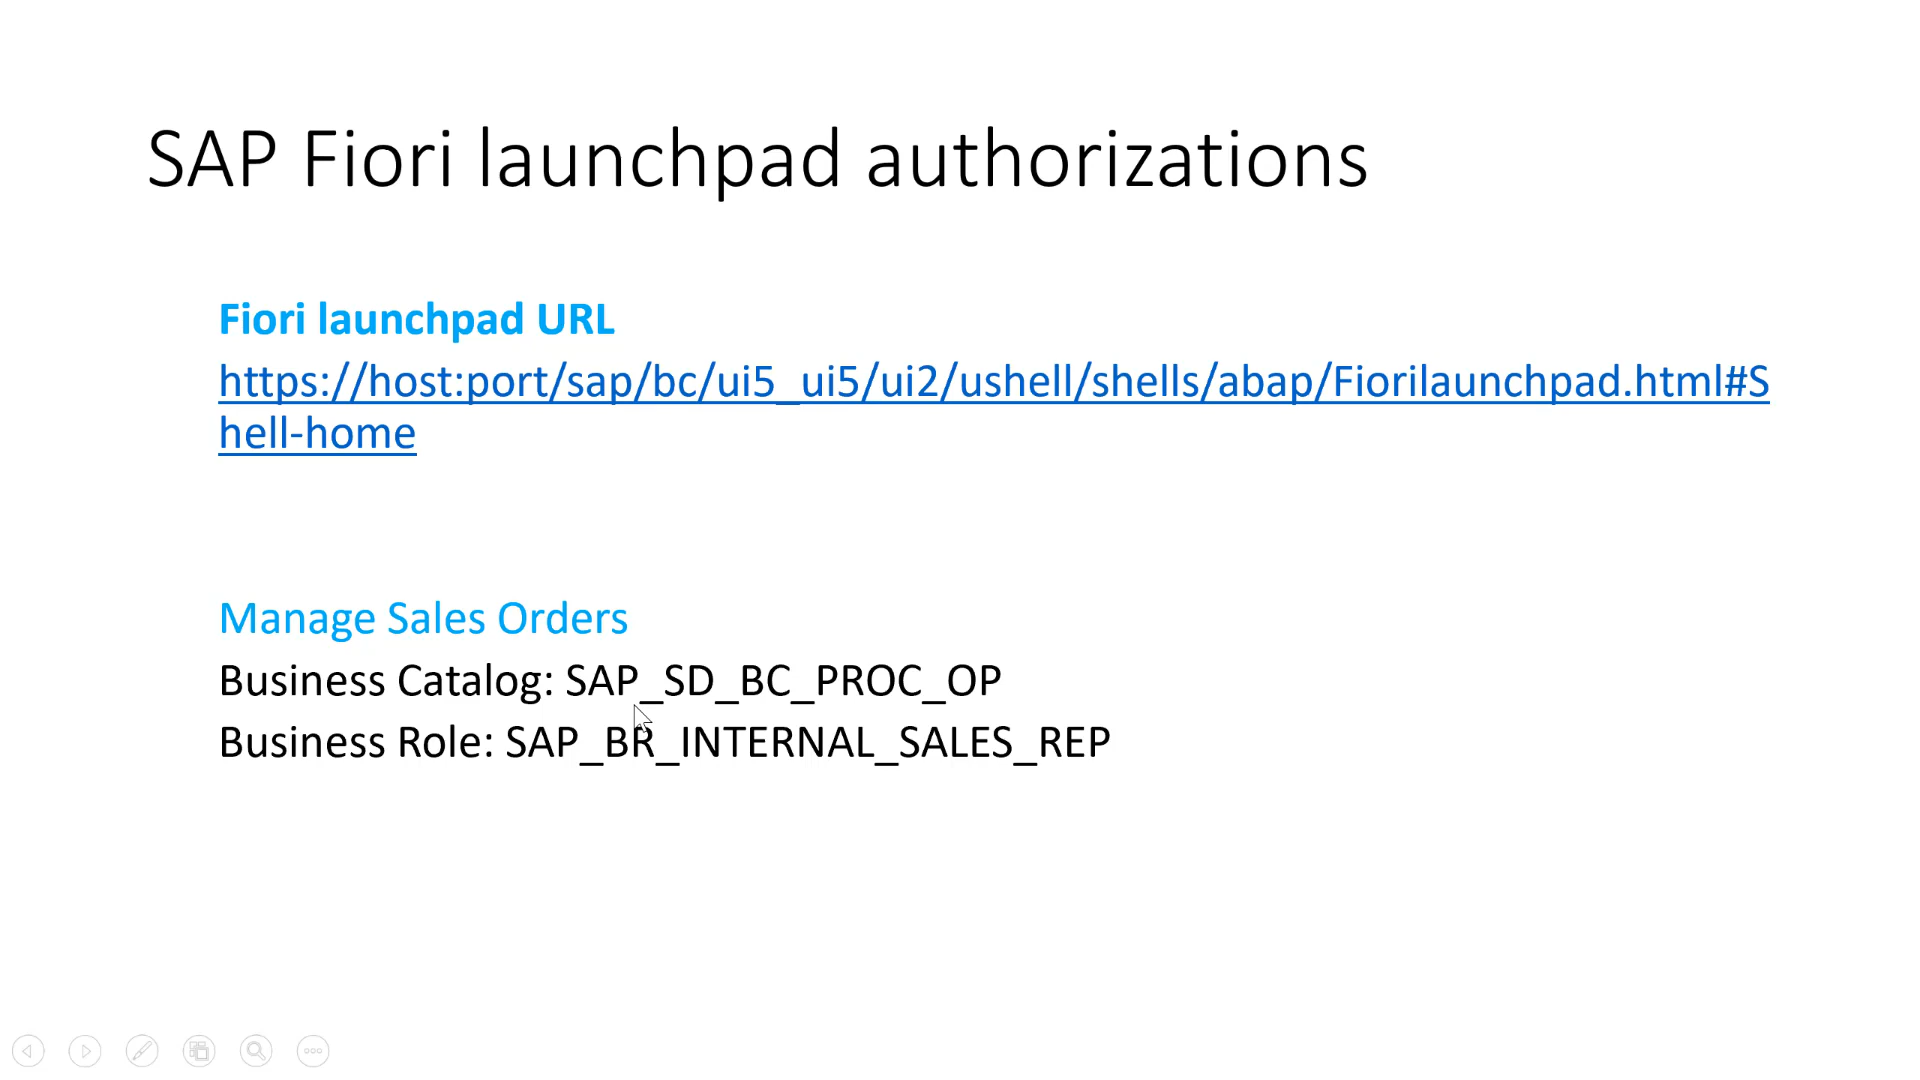 SAP Fiori launchpad authorizations
Fiori launchpad URL
https://host:port/sap/bc/ui5_ui5/ui2/ushell/shells/abap/Fiorilaunchpad.html#S
hell-home
Manage Sales Orders
Business Catalog: SAP_SD_BC_PROC_OP
Business Role: SAP_BR_INTERNAL_SALES_REP